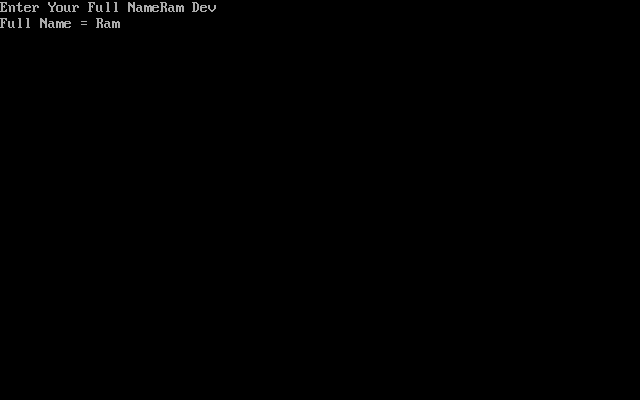 Enter Your Full NameRam Dev
Full Name = Ram